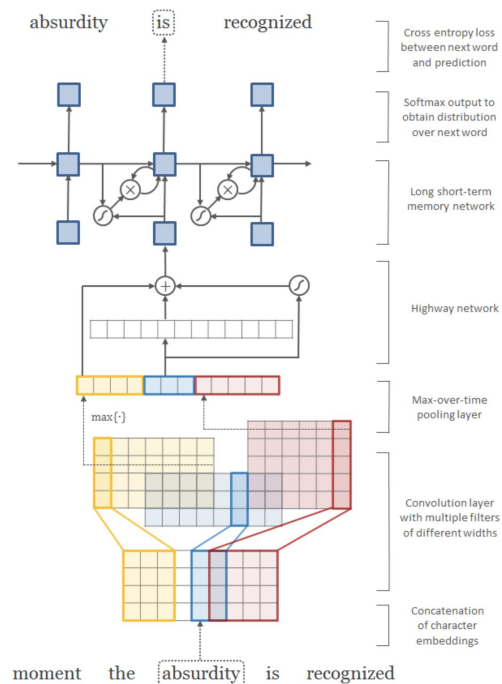 absurdity is recognized
Cross entropy loss
between next word
and prediction
Softmax output to
obtain distribution
over next word
Long short-term
memory network
Highway network
Max-over-time
pooling layer
max{·}
Convolution layer
with multiple filters
of different widths
Concatenation
of character
embeddings
moment the absurdity is recognized